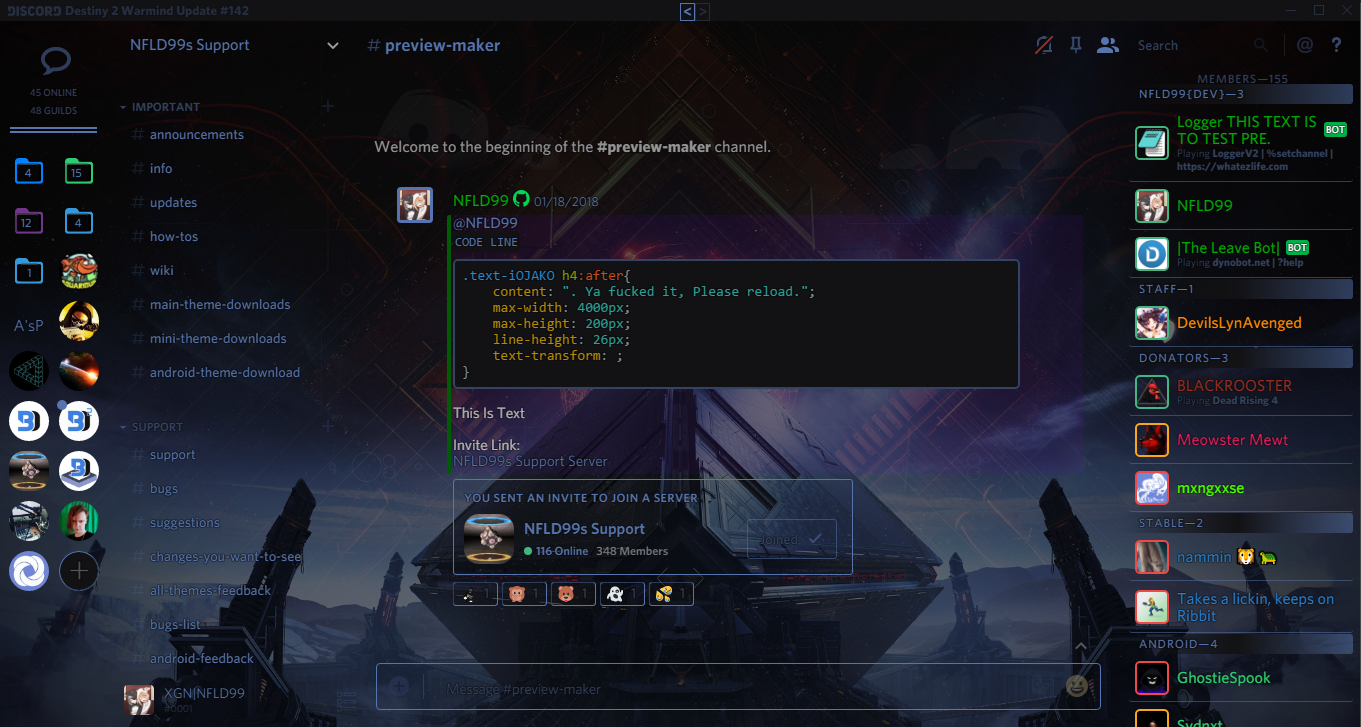 DISCORD Destiny 2 Warmind Update #142
< >
NFLD99s Support
# preview-maker
Search
@ ?
45 ONLINE
48 GUILDS
4
15
12
4
1
A'sP
IMPORTANT
# announcements
# info
# updates
# how-tos
# wiki
# main-theme-downloads
# mini-theme-downloads
# android-theme-download
SUPPORT
# support
# bugs
# suggestions
# changes-you-want-to-see
# all-themes-feedback
# bugs-list
# android-feedback
XGN|NFLD99
#0001
Welcome to the beginning of the #preview-maker channel.
NFLD99 01/18/2018
@NFLD99
CODE LINE
.text-iOJAKO h4:after{
content: ". Ya fucked it, Please reload.";
max-width: 4000px;
max-height: 200px;
line-height: 26px;
text-transform: ;
}
This Is Text
Invite Link:
NFLD99s Support Server
YOU SENT AN INVITE TO JOIN A SERVER
NFLD99s Support
116 Online 348 Members
Joined
1 1 1 1 1
Message #preview-maker
MEMBERS—155
NFLD99{DEV}—3
Logger THIS TEXT IS
TO TEST PRE. BOT
Playing LoggerV2 | %setchannel |
https://whatezlife.com
NFLD99
|The Leave Bot| BOT
Playing dynobot.net | ?help
STAFF—1
DevilsLynAvenged
DONATORS—3
BLACKROOSTER
Playing Dead Rising 4
Meowster Mewt
mxngxxse
STABLE—2
nammin 🐯🐢
Takes a lickin, keeps on
Ribbit
ANDROID—4
GhostieSpook
Sydnxt